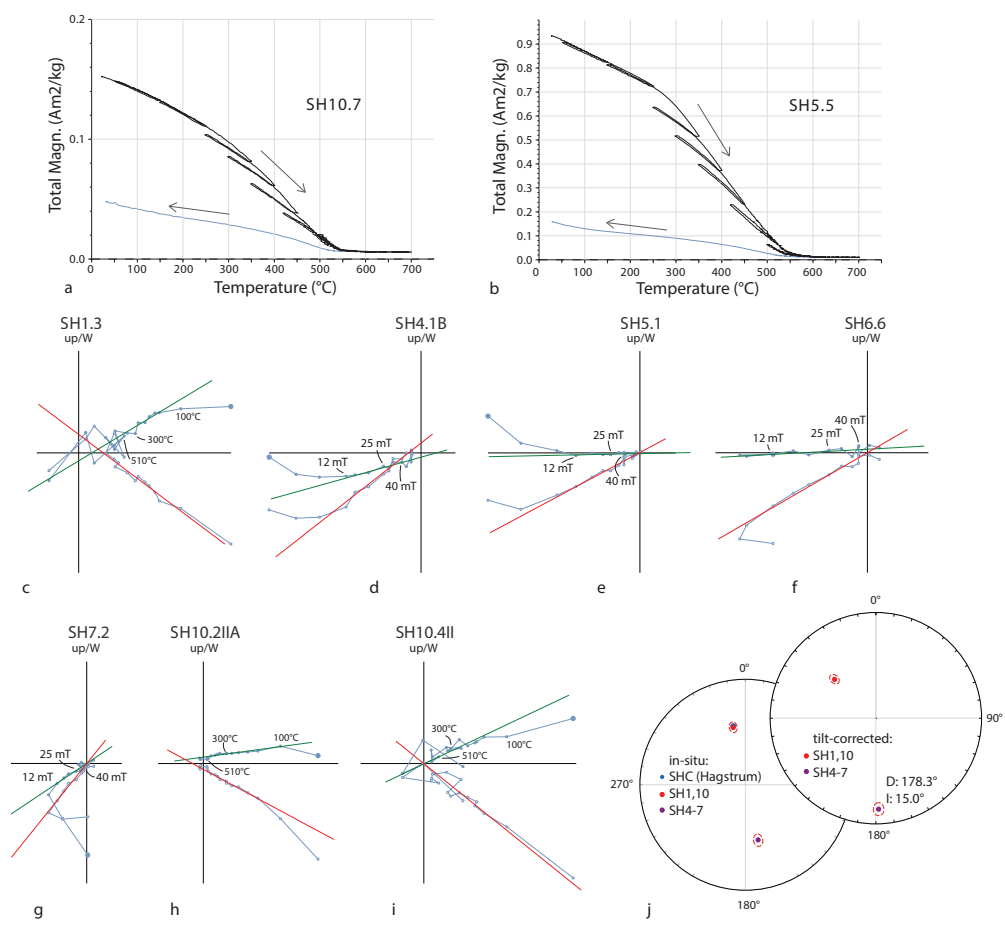 0.2
0.1
0.0
Total Magn. (Am2/kg)
SH10.7
0 100 200 300 400 500 600 700
Temperature (°C)
a
0.9
0.8
0.7
0.6
0.5
0.4
0.3
0.2
0.1
0.0
Total Magn. (Am2/kg)
SH5.5
0 100 200 300 400 500 600 700
Temperature (°C)
b
SH1.3
up/W
100°C
300°C
510°C
c
SH4.1B
up/W
25 mT
12 mT
40 mT
d
SH5.1
up/W
25 mT
12 mT
40 mT
e
SH6.6
up/W
40 mT
25 mT
12 mT
f
SH7.2
up/W
25 mT
12 mT
40 mT
g
SH10.2IIA
up/W
300°C
100°C
510°C
h
SH10.4II
up/W
300°C
100°C
510°C
i
0°
270°
in-situ:
SHC (Hagstrum)
SH1,10
SH4-7
180°
0°
90°
tilt-corrected:
SH1,10
SH4-7
D: 178.3°
I: 15.0°
180°
j